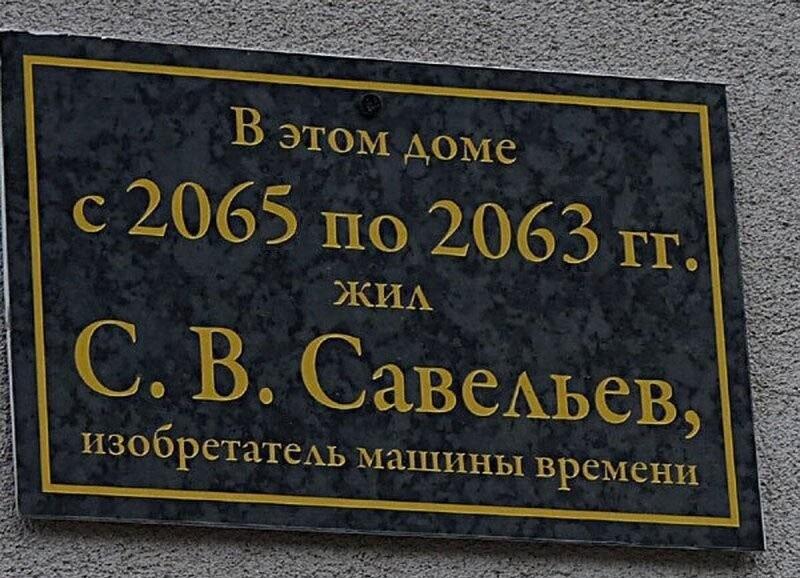 В этом доме
с 2065 по 2063 гг.
жил
С. В. Савельев,
изобретатель машины времени